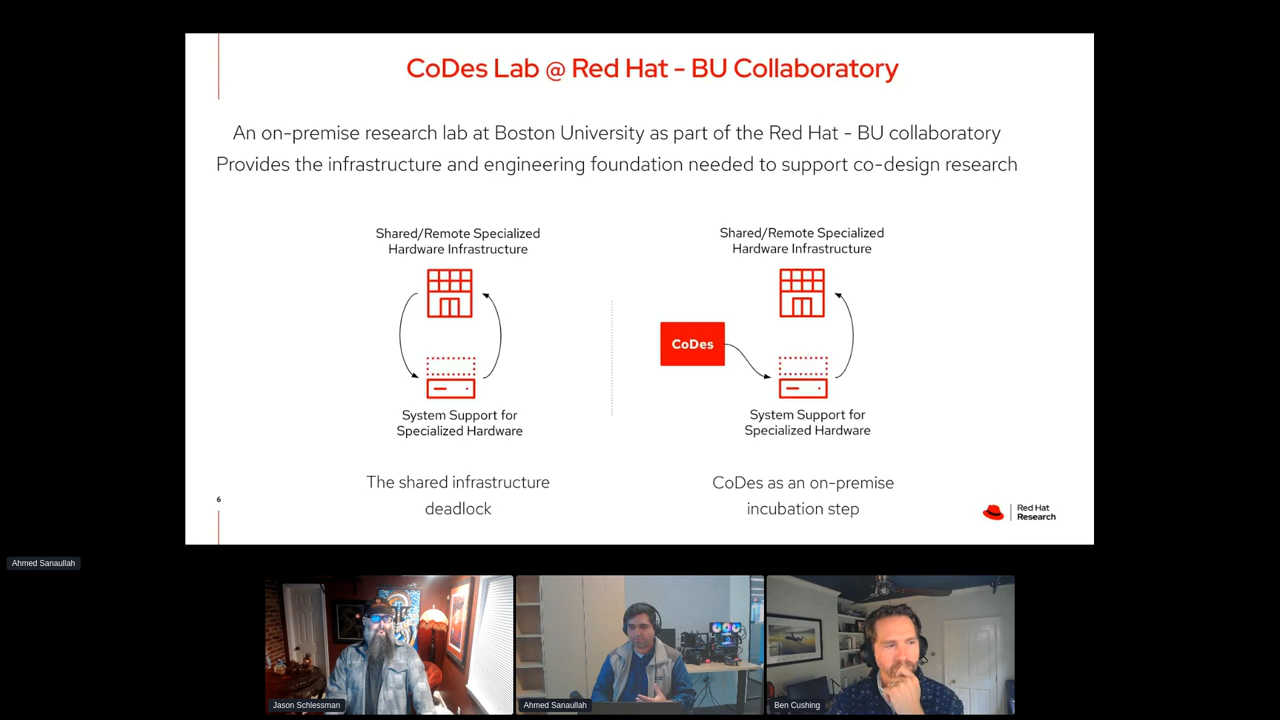 CoDes Lab @ Red Hat - BU Collaboratory
An on-premise research lab at Boston University as part of the Red Hat - BU collaboratory
Provides the infrastructure and engineering foundation needed to support co-design research
Shared/Remote Specialized
Hardware Infrastructure
System Support for
Specialized Hardware
The shared infrastructure
deadlock
Shared/Remote Specialized
Hardware Infrastructure
CoDes
System Support for
Specialized Hardware
CoDes as an on-premise
incubation step
6
Red Hat
Research
Ahmed Sanaullah
Jason Schlessman
Ahmed Sanaullah
Ben Cushing